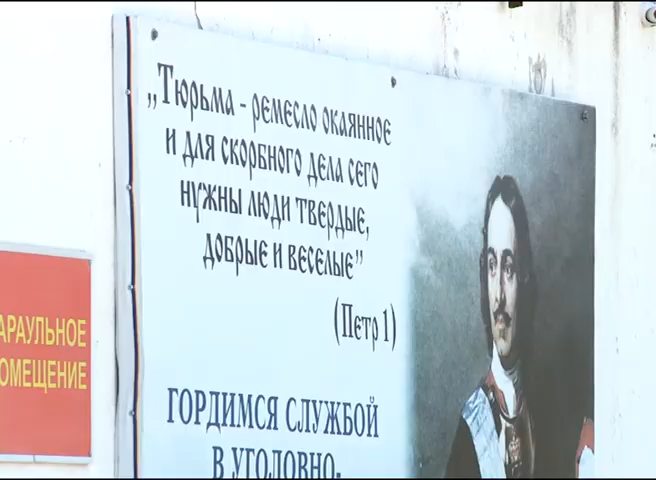 „Тюрьма - ремесло окаянное
и для скорбного дела сего
нужны люди твердые,
добрые и веселые”
(Петр 1)
ГОРДИМСЯ СЛУЖБОЙ
В УГОЛОВНО-
АРАУЛЬНОЕ
ОМЕЩЕНИЕ